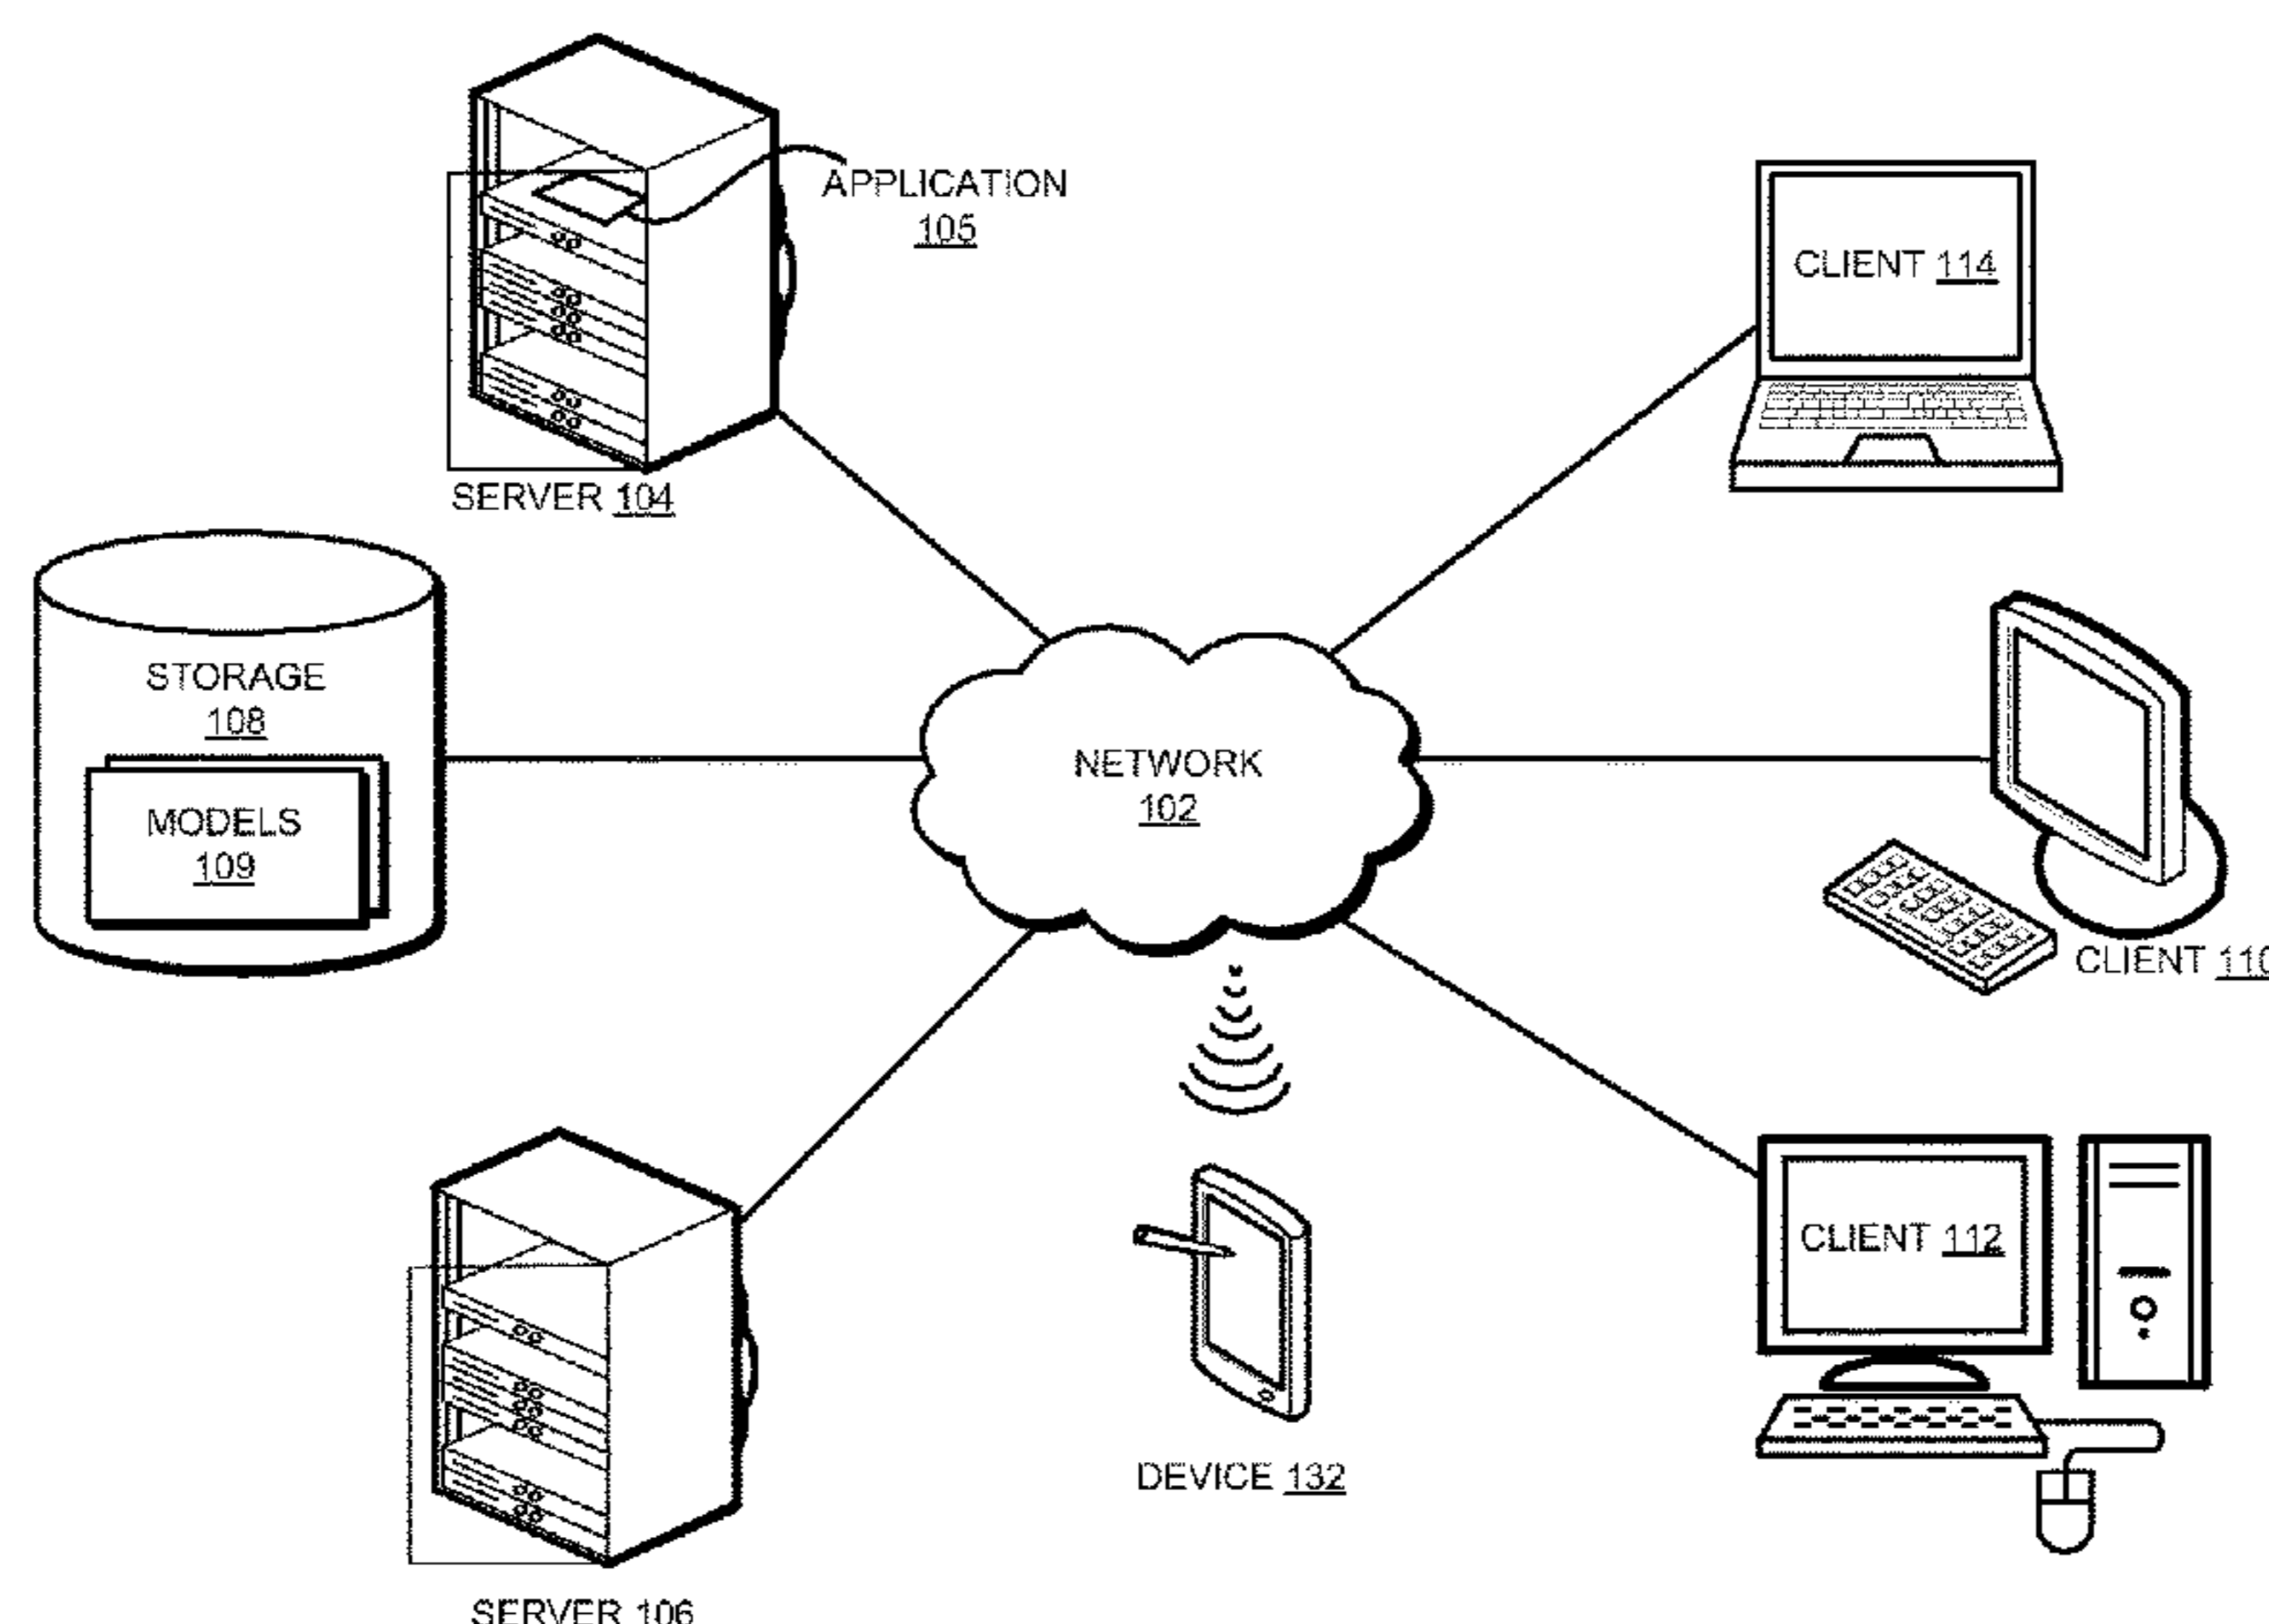 APPLICATION
105
CLIENT 114
SERVER 104
STORAGE
108
MODELS
109
NETWORK
102
CLIENT 110
CLIENT 112
DEVICE 132
SERVER 106